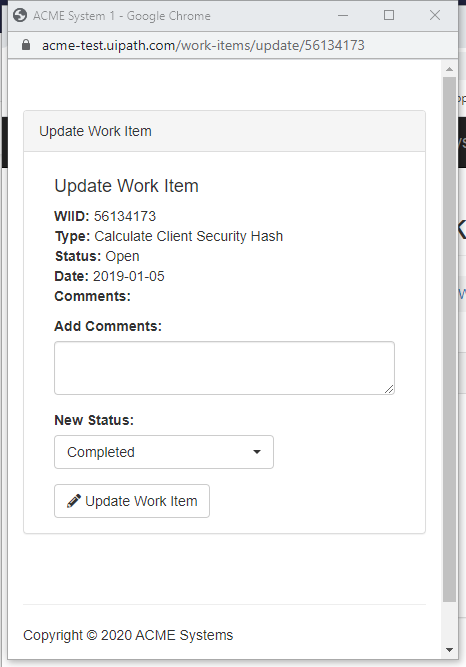 ACME System 1 - Google Chrome
acme-test.uipath.com/work-items/update/56134173
Update Work Item
Update Work Item
WIID: 56134173
Type: Calculate Client Security Hash
Status: Open
Date: 2019-01-05
Comments:
Add Comments:
New Status:
Completed
Update Work Item
Copyright © 2020 ACME Systems